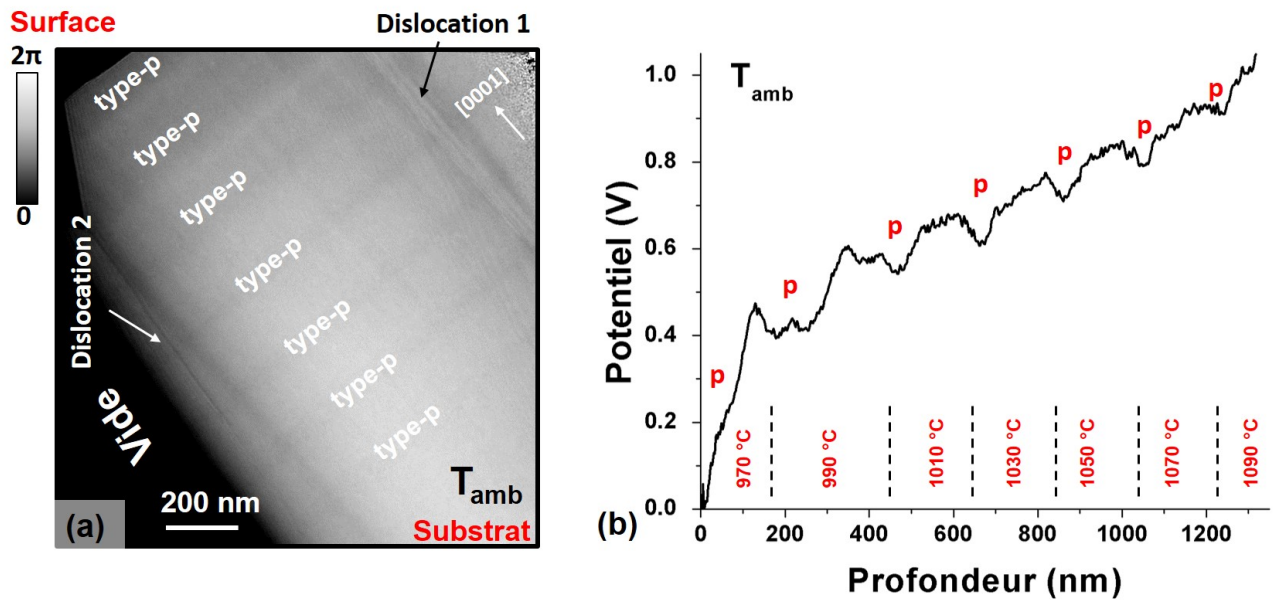 Surface
2π
0
Dislocation 1
type-p
[0001]
type-p
type-p
type-p
type-p
type-p
type-p
Dislocation 2
Vide
200 nm
T_amb
Substrat
(a)
T_amb
Potentiel (V)
1.0
0.8
0.6
0.4
0.2
0.0
p
p
p
p
p
p
p
970 °C
990 °C
1010 °C
1030 °C
1050 °C
1070 °C
1090 °C
0
200
400
600
800
1000
1200
Profondeur (nm)
(b)